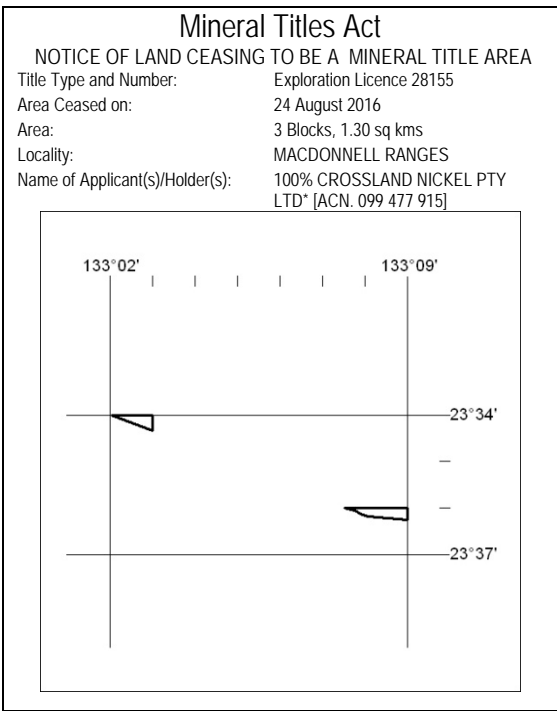 Mineral Titles Act
NOTICE OF LAND CEASING TO BE A MINERAL TITLE AREA
Title Type and Number: Exploration Licence 28155
Area Ceased on: 24 August 2016
Area: 3 Blocks, 1.30 sq kms
Locality: MACDONNELL RANGES
Name of Applicant(s)/Holder(s): 100% CROSSLAND NICKEL PTY
LTD* [ACN. 099 477 915]
133°02' 133°09'
23°34'
23°37'